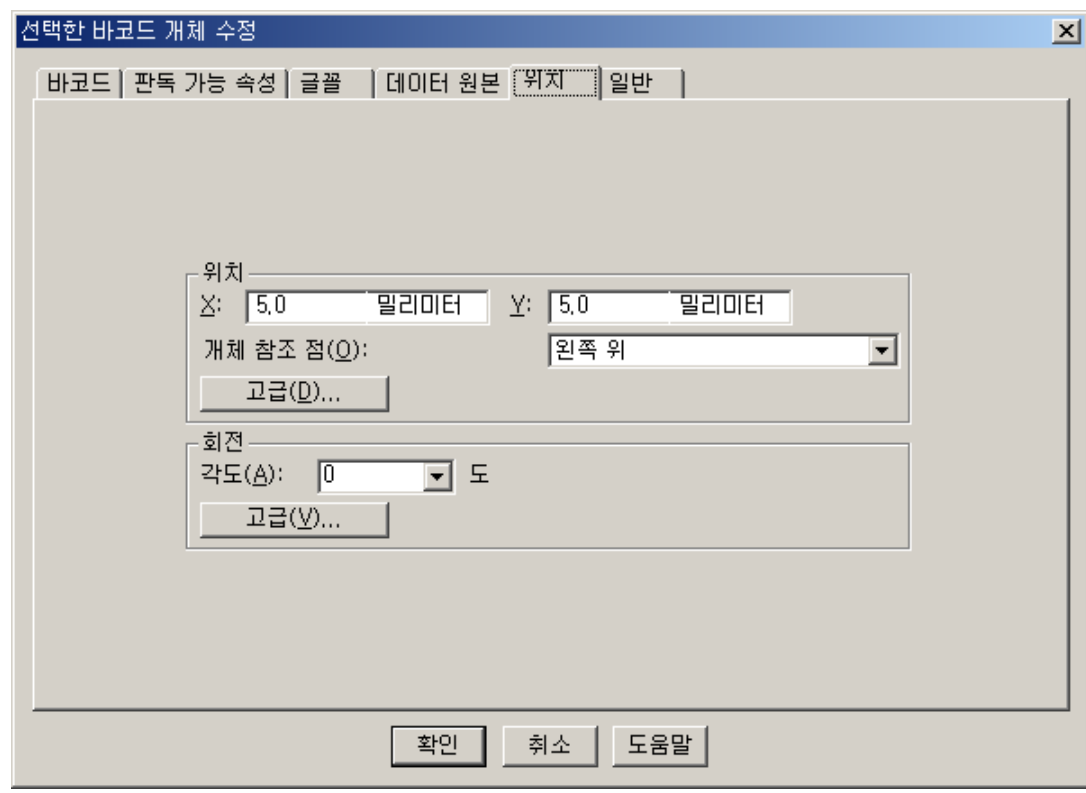 선택한 바코드 개체 수정
바코드 판독 가능 속성 글꼴 데이터 원본 위치 일반
위치
X: 5.0 밀리미터 Y: 5.0 밀리미터
개체 참조 점(O): 왼쪽 위
고급(D)...
회전
각도(A): 0 도
고급(V)...
확인 취소 도움말